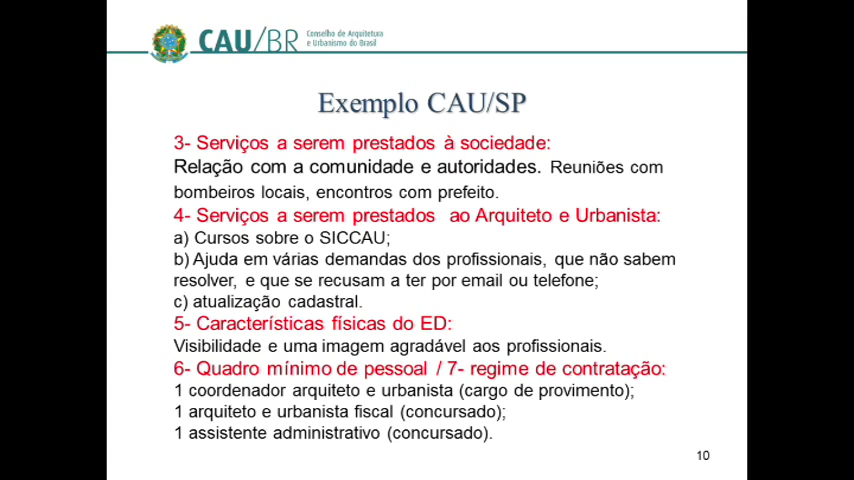 CAU/BR
Conselho de Arquitetura
e Urbanismo do Brasil
Exemplo CAU/SP
3- Serviços a serem prestados à sociedade:
Relação com a comunidade e autoridades. Reuniões com
bombeiros locais, encontros com prefeito.
4- Serviços a serem prestados ao Arquiteto e Urbanista:
a) Cursos sobre o SICCAU;
b) Ajuda em várias demandas dos profissionais, que não sabem
resolver, e que se recusam a ter por email ou telefone;
c) atualização cadastral.
5- Características físicas do ED:
Visibilidade e uma imagem agradável aos profissionais.
6- Quadro mínimo de pessoal / 7- regime de contratação:
1 coordenador arquiteto e urbanista (cargo de provimento);
1 arquiteto e urbanista fiscal (concursado);
1 assistente administrativo (concursado).
10